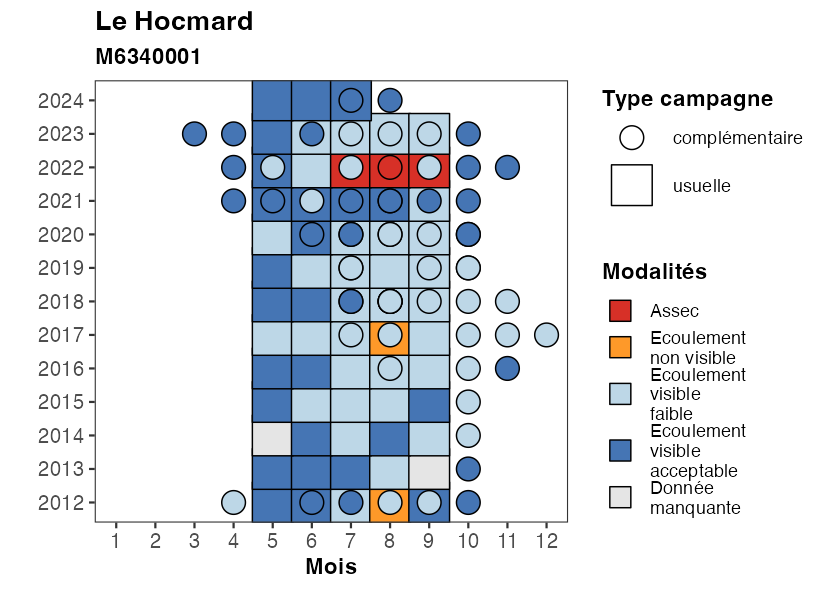 Le Hocmard
M6340001
2024
2023
2022
2021
2020
2019
2018
2017
2016
2015
2014
2013
2012
1 2 3 4 5 6 7 8 9 10 11 12
Mois
Type campagne
complémentaire
usuelle
Modalités
Assec
Ecoulement
non visible
Ecoulement
visible
faible
Ecoulement
visible
acceptable
Donnée
manquante